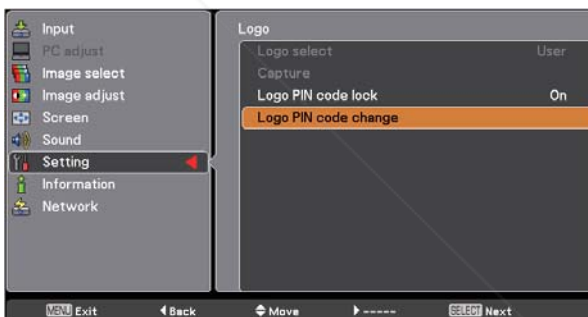 Input
PC adjust
Image select
Image adjust
Screen
Sound
Setting
Information
Network
Logo
Logo select User
Capture
Logo PIN code lock On
Logo PIN code change
MENU Exit Back Move ----- SELECT Next